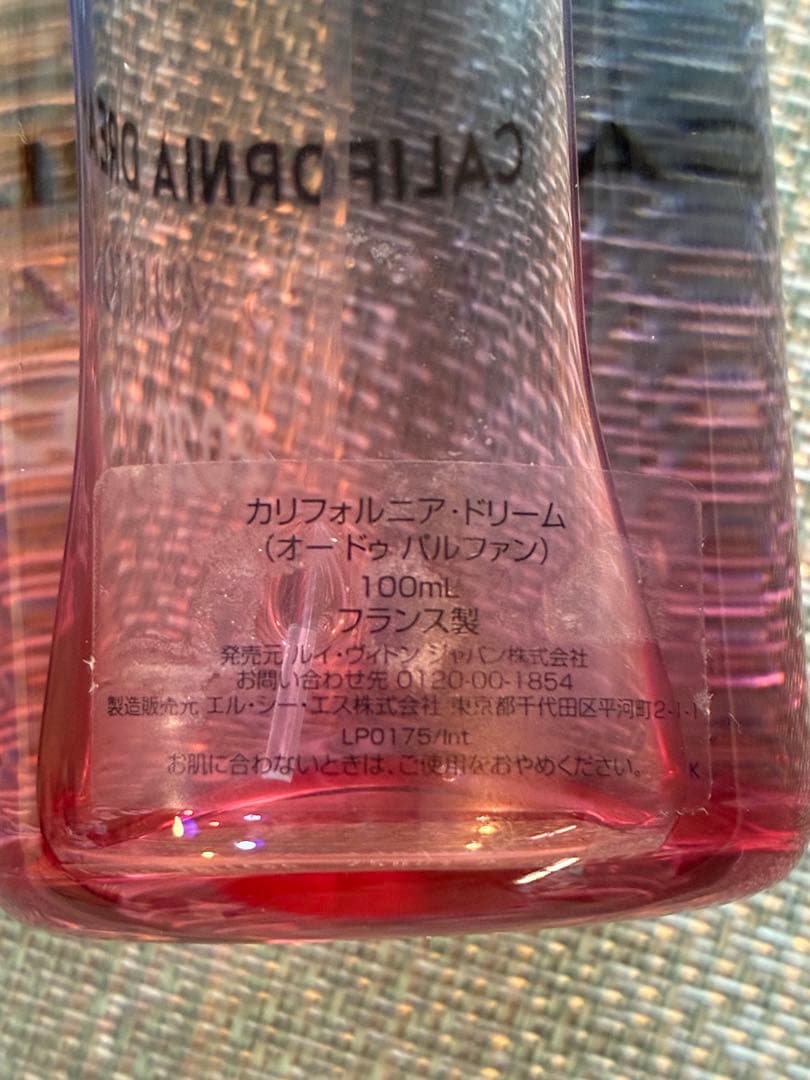 CALIFORNIA DREA
カリフォルニア・ドリーム
(オー ドゥ パルファン)
100mL
フランス製
発売元 ルイ・ヴィトン ジャパン株式会社
お問い合わせ先 0120-00-1854
製造販売元 エル・シー・エス株式会社 東京都千代田区平河町2-1-1
LP0175/Int
お肌に合わないときは、ご使用をおやめください。
K